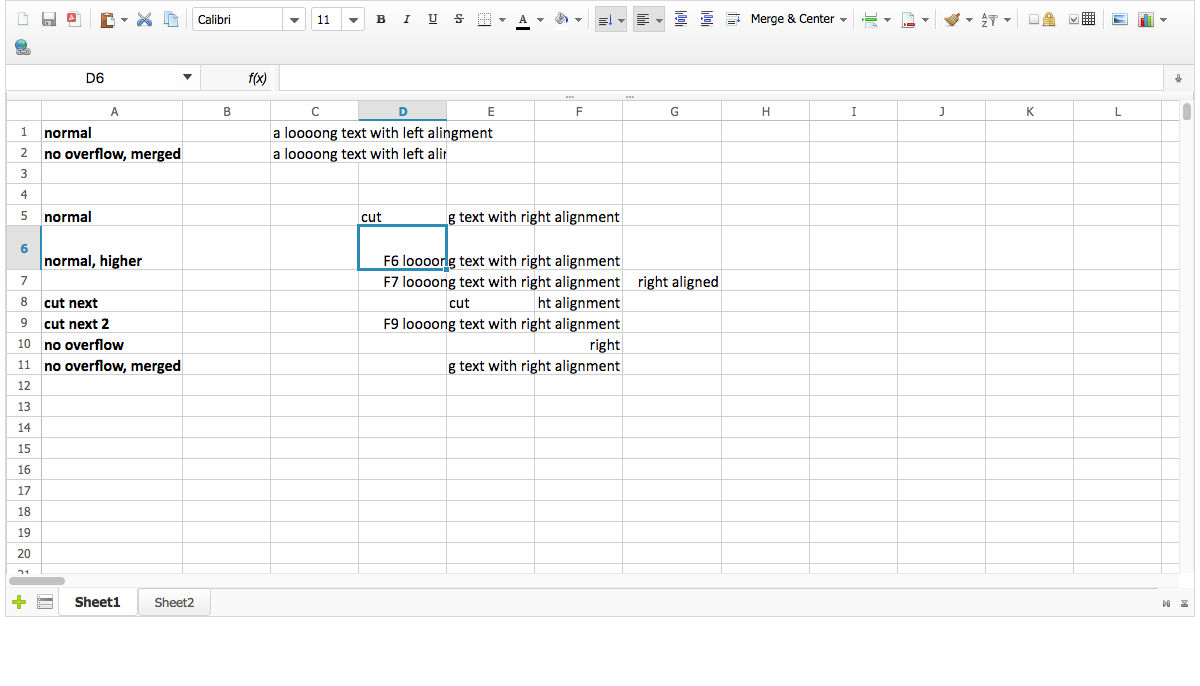 Calibri 11 B I U S A Merge & Center
D6 f(x)
A B C D E F G H I J K L
1 normal a loooong text with left alingment
2 no overflow, merged a looooong text with left alir
3
4
5 normal cut g text with right alignment
6 normal, higher F6 loooong text with right alignment
7 F7 loooong text with right alignment right aligned
8 cut next cut ht alignment
9 cut next 2 F9 loooong text with right alignment
10 no overflow right
11 no overflow, merged g text with right alignment
12
13
14
15
16
17
18
19
20
21
Sheet1 Sheet2